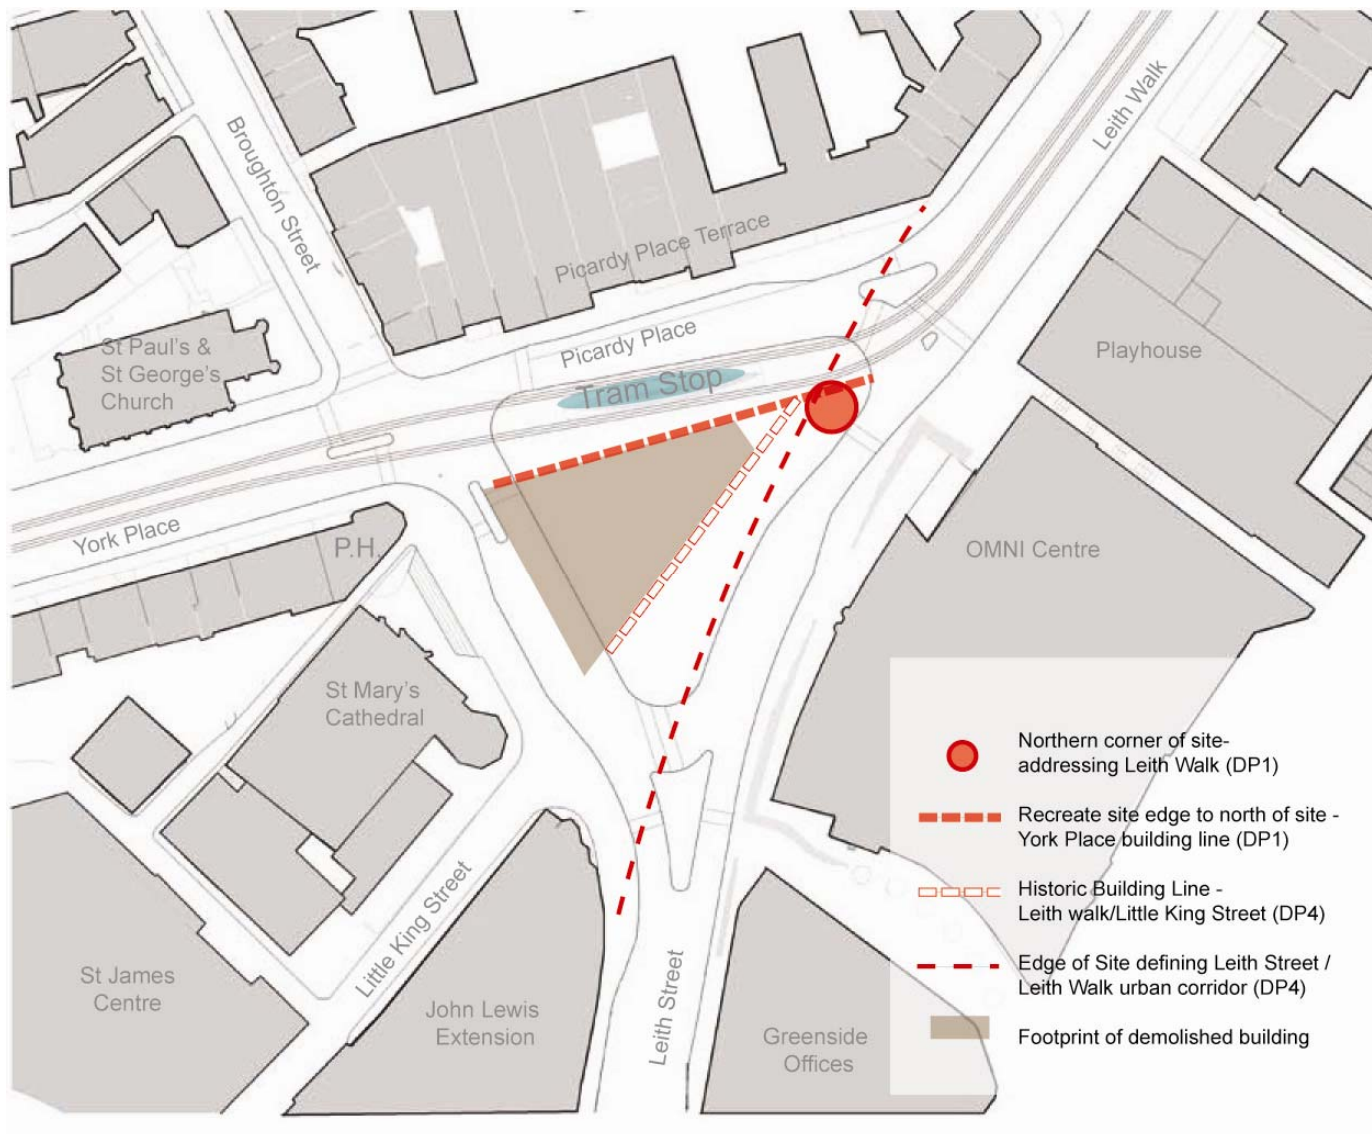 Leith Walk
Broughton Street
Picardy Place Terrace
Picardy Place
St Paul's &
St George's
Church
Playhouse
Tram Stop
York Place
P.H.
OMNI Centre
St Mary's
Cathedral
Little King Street
St James
Centre
John Lewis
Extension
Leith Street
Greenside
Offices
Northern corner of site-
addressing Leith Walk (DP1)
Recreate site edge to north of site -
York Place building line (DP1)
Historic Building Line -
Leith walk/Little King Street (DP4)
Edge of Site defining Leith Street /
Leith Walk urban corridor (DP4)
Footprint of demolished building